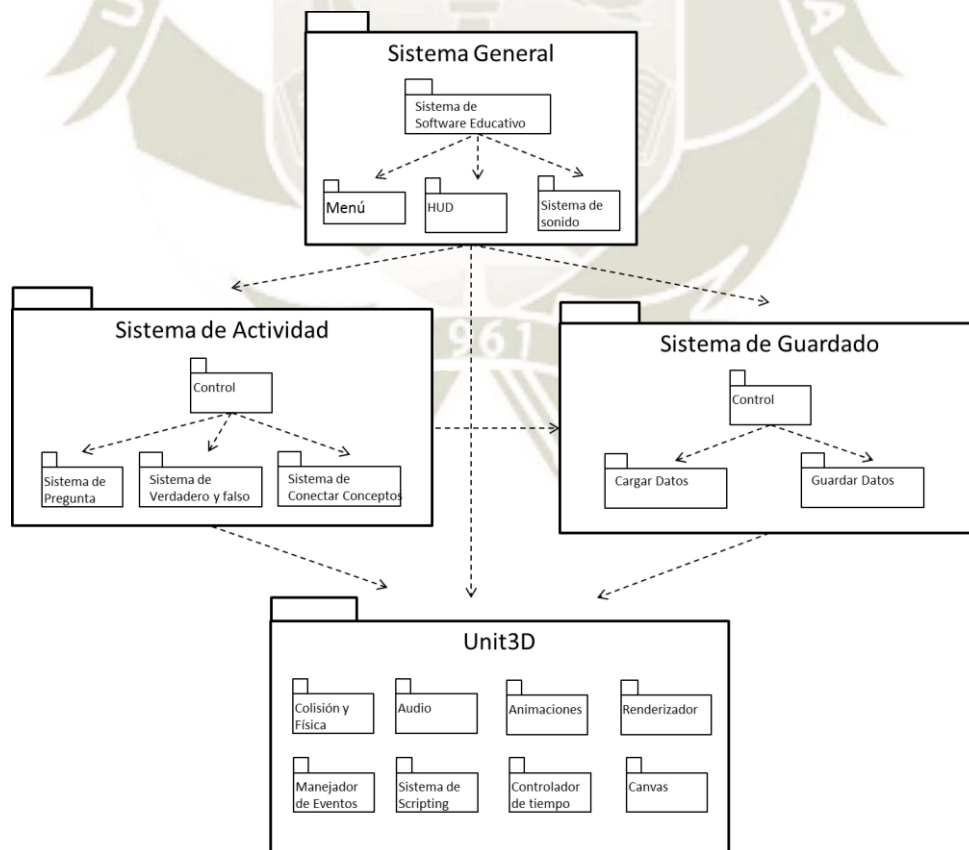 Sistema General
Sistema de
Software Educativo
Menú
HUD
Sistema de
sonido
Sistema de Actividad
Control
Sistema de
Pregunta
Sistema de
Verdadero y falso
Sistema de
Conectar Conceptos
961
Sistema de Guardado
Control
Cargar Datos
Guardar Datos
Unit3D
Colisión y
Física
Audio
Animaciones
Renderizador
Manejador
de Eventos
Sistema de
Scripting
Controlador
de tiempo
Canvas